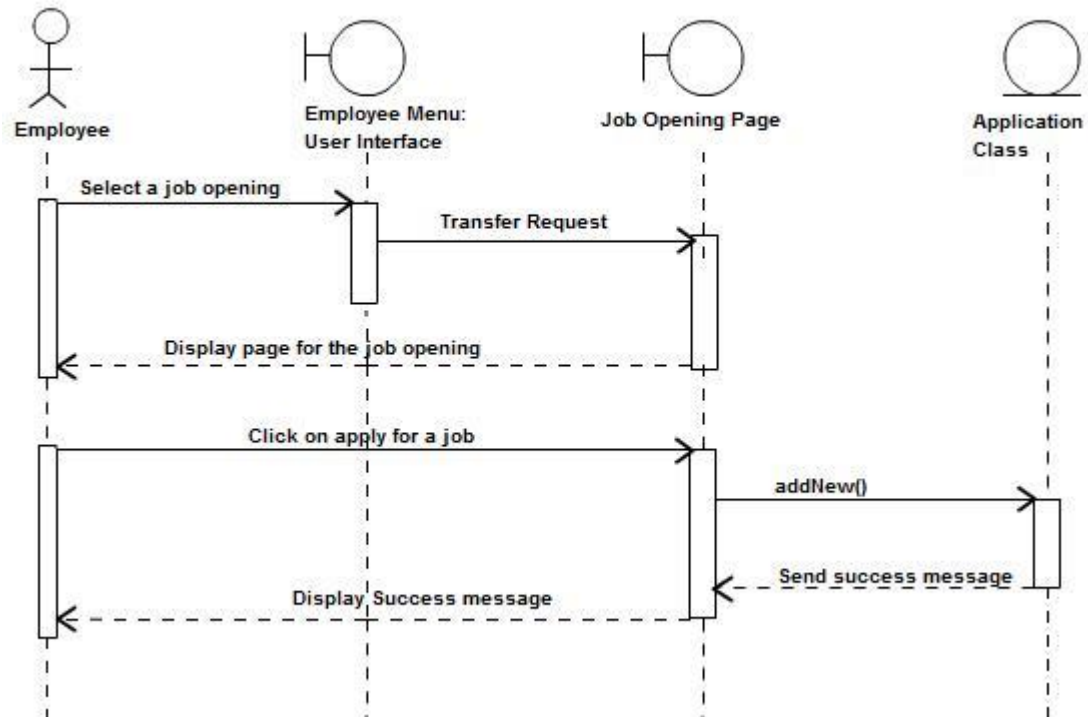 Employee
Employee Menu:
User Interface
Job Opening Page
Application
Class
Select a job opening
Transfer Request
Display page for the job opening
Click on apply for a job
addNew()
Send success message
Display Success message